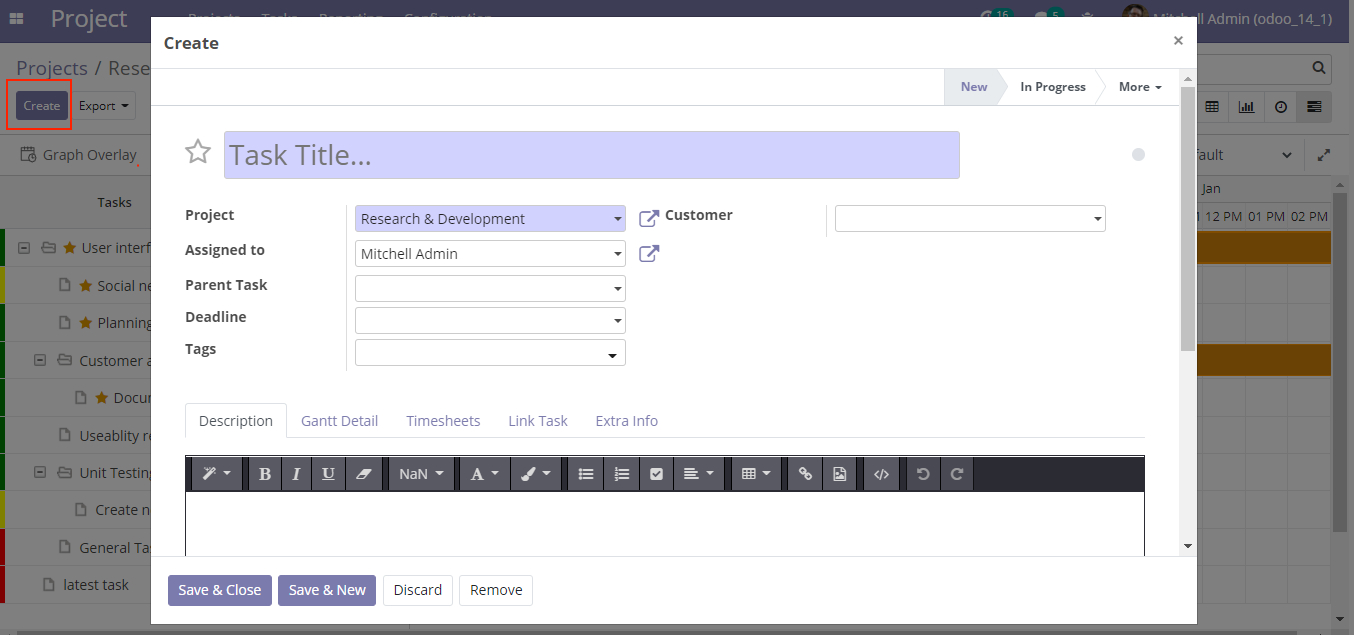 Project
Projects Tasks Reporting Configuration
16
5
Mitchell Admin (odoo_14_1)
Create
×
Projects / Rese
Create
Export
New
In Progress
More
Graph Overlay
Task Title...
ault
Tasks
Jan
12 PM 01 PM 02 PM
Project
Research & Development
Customer
Assigned to
Mitchell Admin
Parent Task
Deadline
Tags
User interf
Social ne
Planning
Customer a
Docu
Useablity re
Unit Testing
Create n
General Ta
latest task
Description
Gantt Detail
Timesheets
Link Task
Extra Info
B I U NaN A
Save & Close
Save & New
Discard
Remove